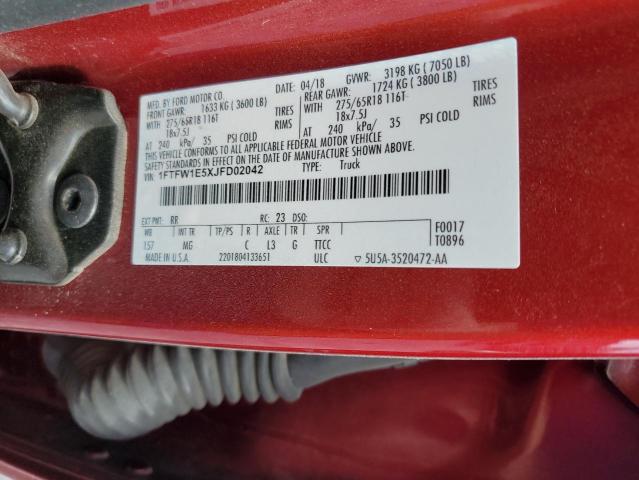 MFD. BY FORD MOTOR CO.
DATE: 04/18 GVWR: 3198 KG ( 7050 LB)
FRONT GAWR: 1633 KG ( 3600 LB) REAR GAWR: 1724 KG ( 3800 LB)
WITH 275/65R18 116T TIRES WITH 275/65R18 116T TIRES
18x7.5J RIMS 18x7.5J RIMS
AT 240 kPa/ 35 PSI COLD AT 240 kPa/ 35 PSI COLD
THIS VEHICLE CONFORMS TO ALL APPLICABLE FEDERAL MOTOR VEHICLE
SAFETY STANDARDS IN EFFECT ON THE DATE OF MANUFACTURE SHOWN ABOVE.
VIN: 1FTFW1E5XJFD02042 TYPE: Truck
EXT PNT: RR RC: 23 DSO:
WB INT TR TP/PS R AXLE TR SPR
157 MG C L3 G TTCC
F0017
T0896
MADE IN U.S.A. 2201804133651 ULC ▽ 5U5A-3520472-AA